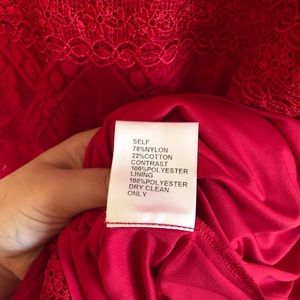 SELF
78%NYLON
22%COTTON
CONTRAST
100%POLYESTER
LINING
100%POLYESTER
DRY CLEAN
ONLY